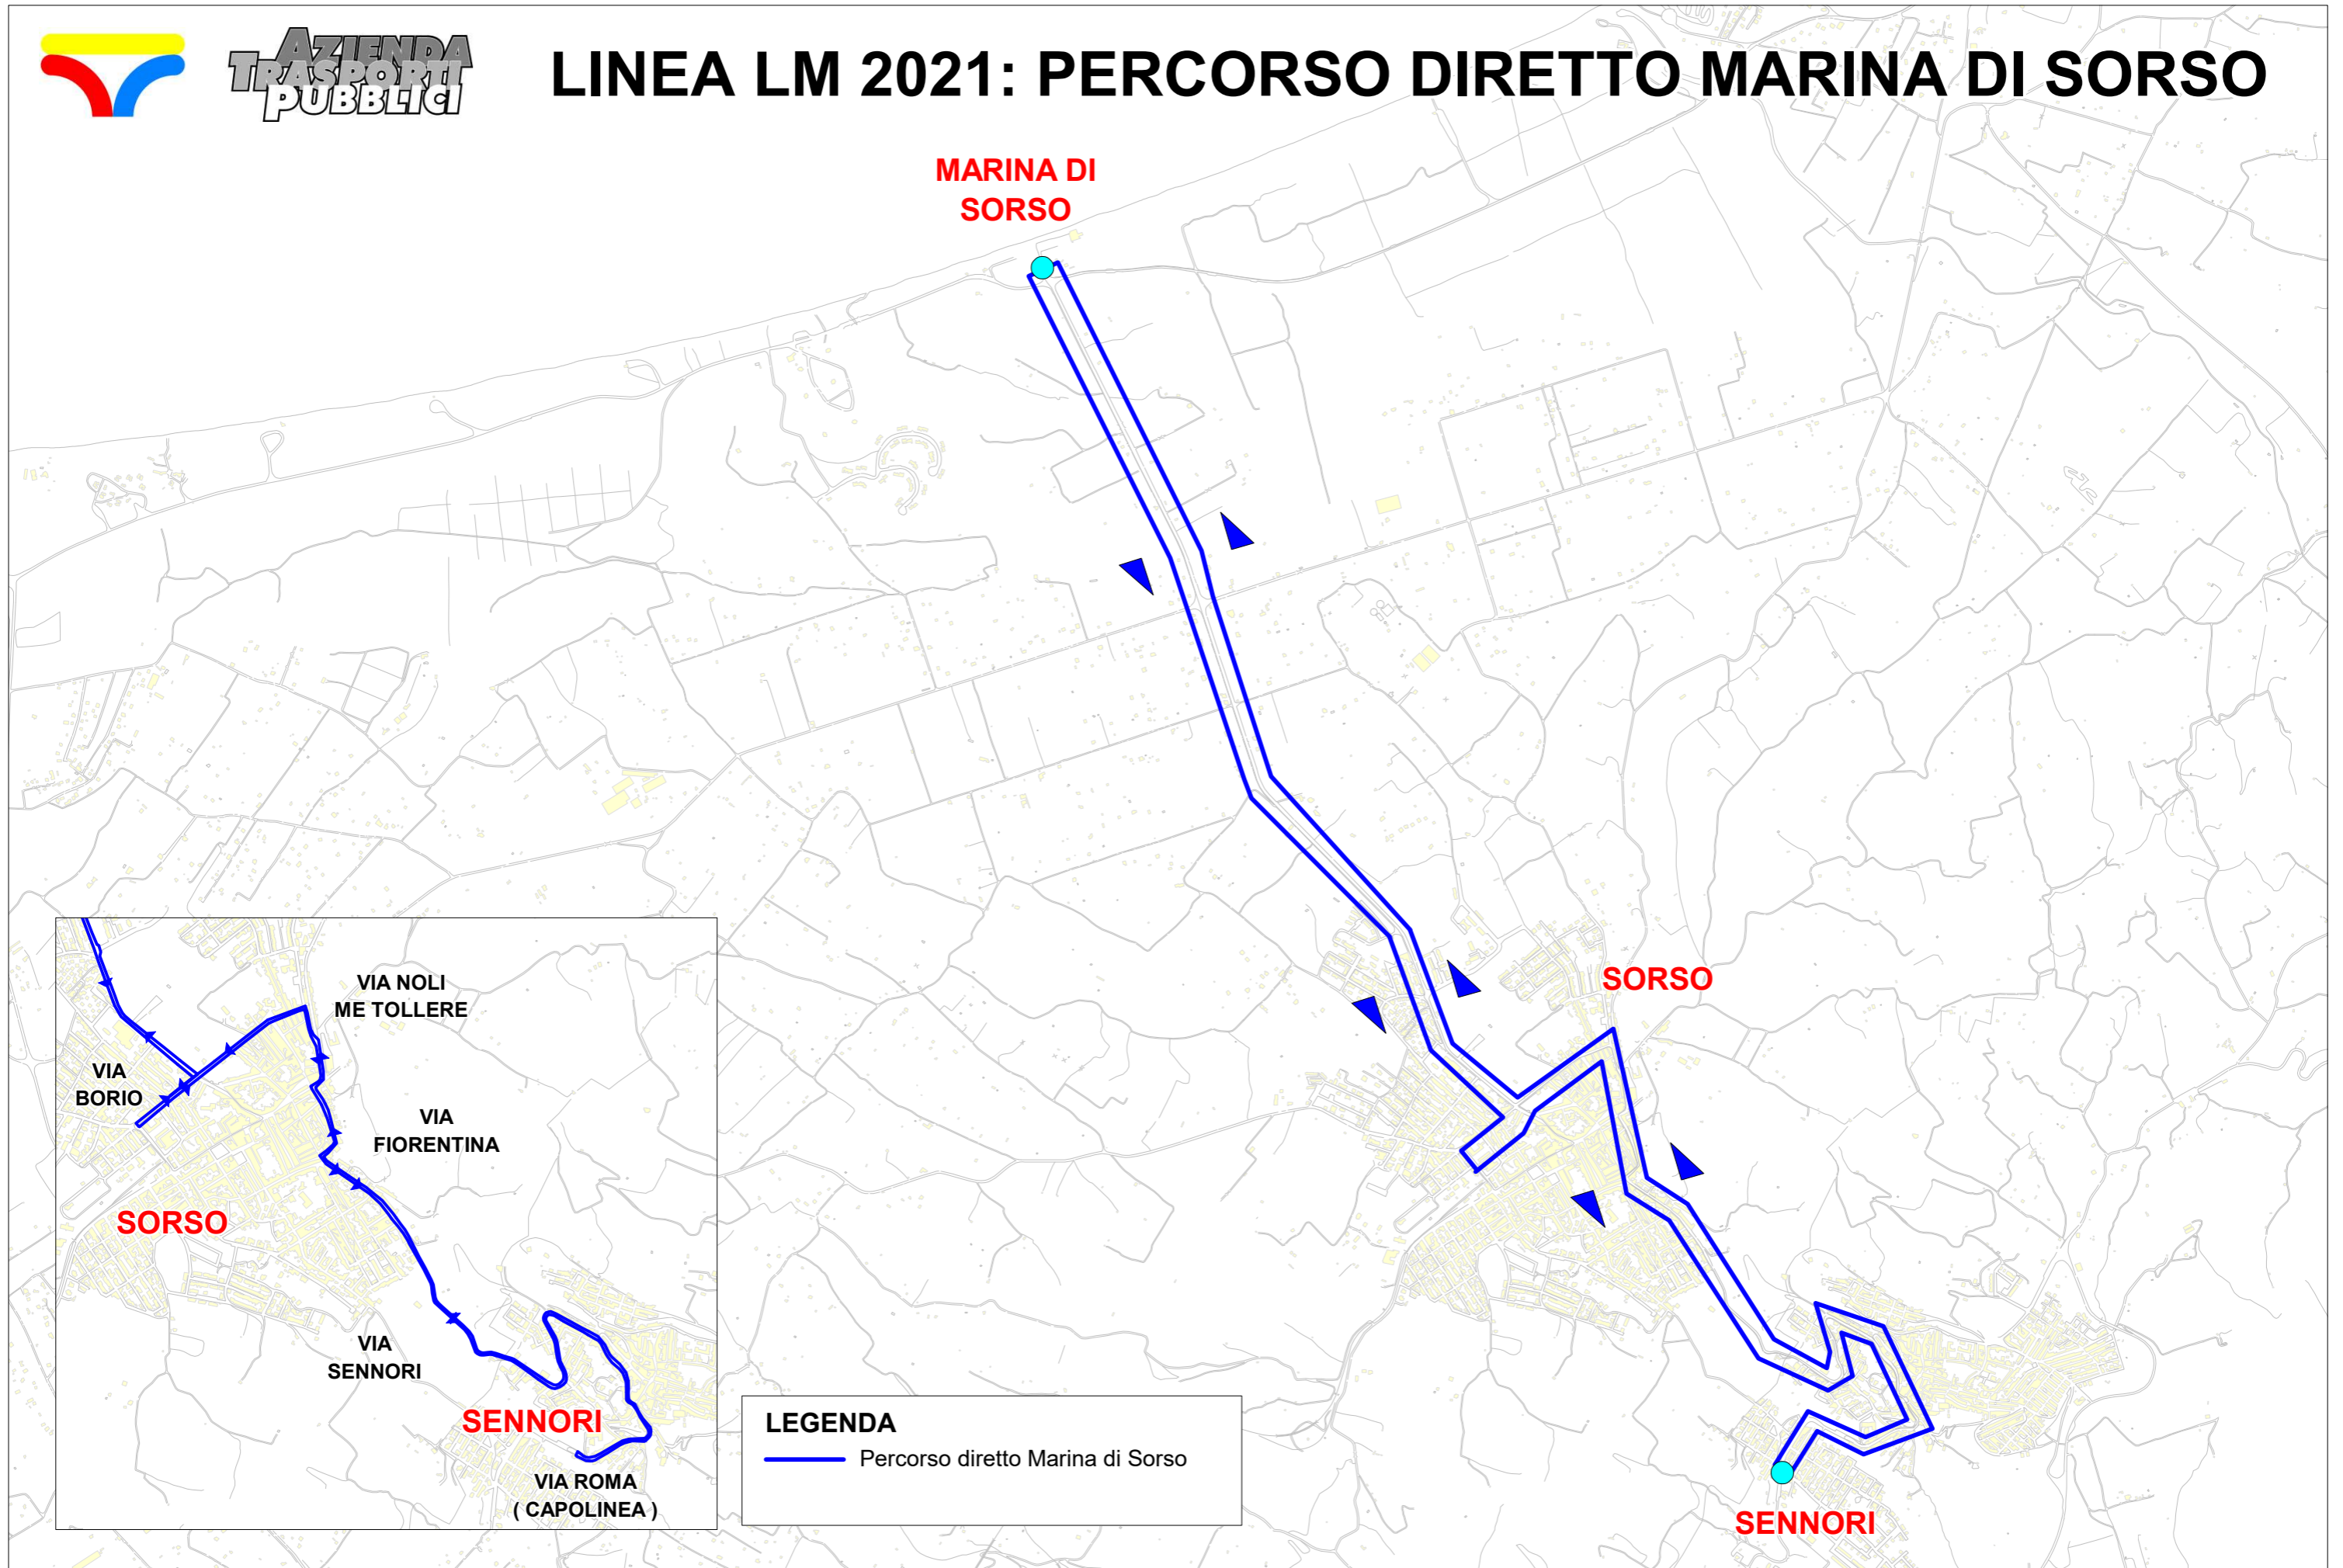 AZIENDA
TRASPORTI
PUBBLICI
LINEA LM 2021: PERCORSO DIRETTO MARINA DI SORSO
MARINA DI
SORSO
SORSO
SENNORI
VIA NOLI
ME TOLLERE
VIA
BORIO
VIA
FIORENTINA
SORSO
VIA
SENNORI
SENNORI
VIA ROMA
( CAPOLINEA )
LEGENDA
Percorso diretto Marina di Sorso